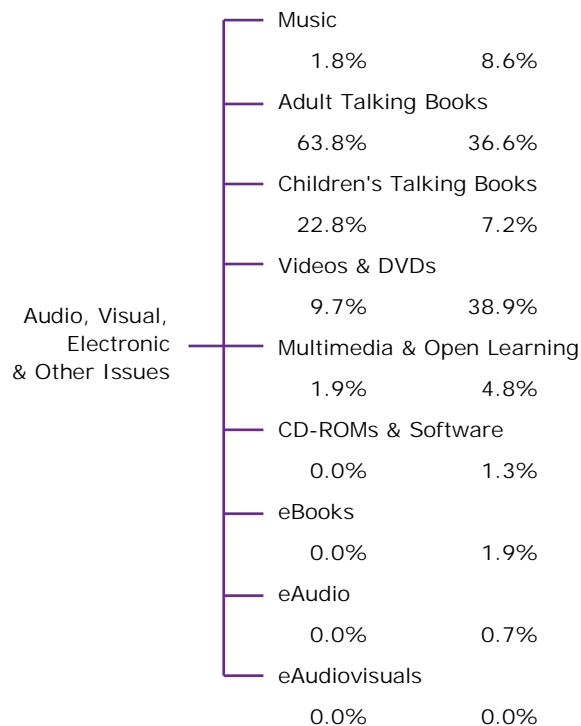 Music
1.8% 8.6%
Adult Talking Books
63.8% 36.6%
Children's Talking Books
22.8% 7.2%
Videos & DVDs
9.7% 38.9%
Audio, Visual,
Electronic
& Other Issues
Multimedia & Open Learning
1.9% 4.8%
CD-ROMs & Software
0.0% 1.3%
eBooks
0.0% 1.9%
eAudio
0.0% 0.7%
eAudiovisuals
0.0% 0.0%